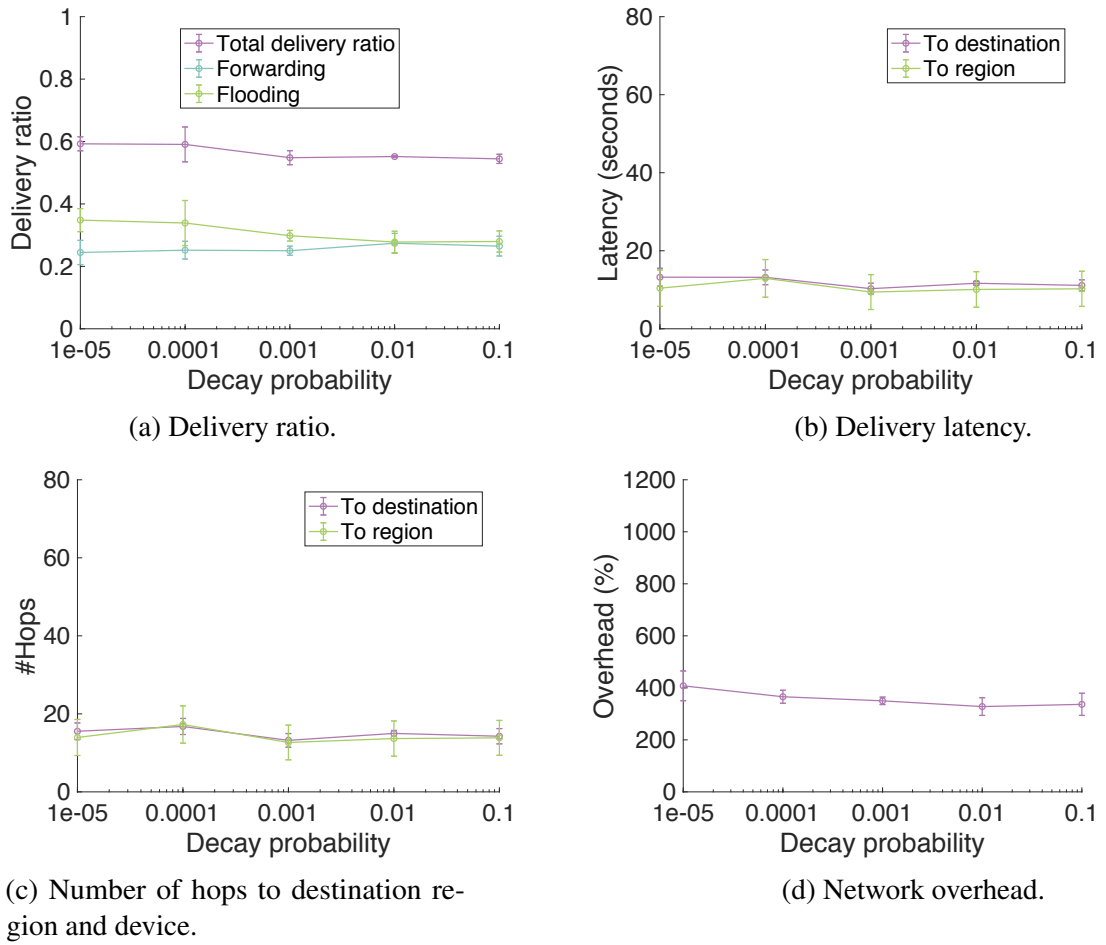 1
0.8
0.6
0.4
0.2
0
Delivery ratio
Total delivery ratio
Forwarding
Flooding
1e-05 0.0001 0.001 0.01 0.1
Decay probability
(a) Delivery ratio.
80
60
40
20
0
Latency (seconds)
To destination
To region
1e-05 0.0001 0.001 0.01 0.1
Decay probability
(b) Delivery latency.
80
60
40
20
0
#Hops
To destination
To region
1e-05 0.0001 0.001 0.01 0.1
Decay probability
(c) Number of hops to destination re-
gion and device.
1200
1000
800
600
400
200
0
Overhead (%)
1e-05 0.0001 0.001 0.01 0.1
Decay probability
(d) Network overhead.